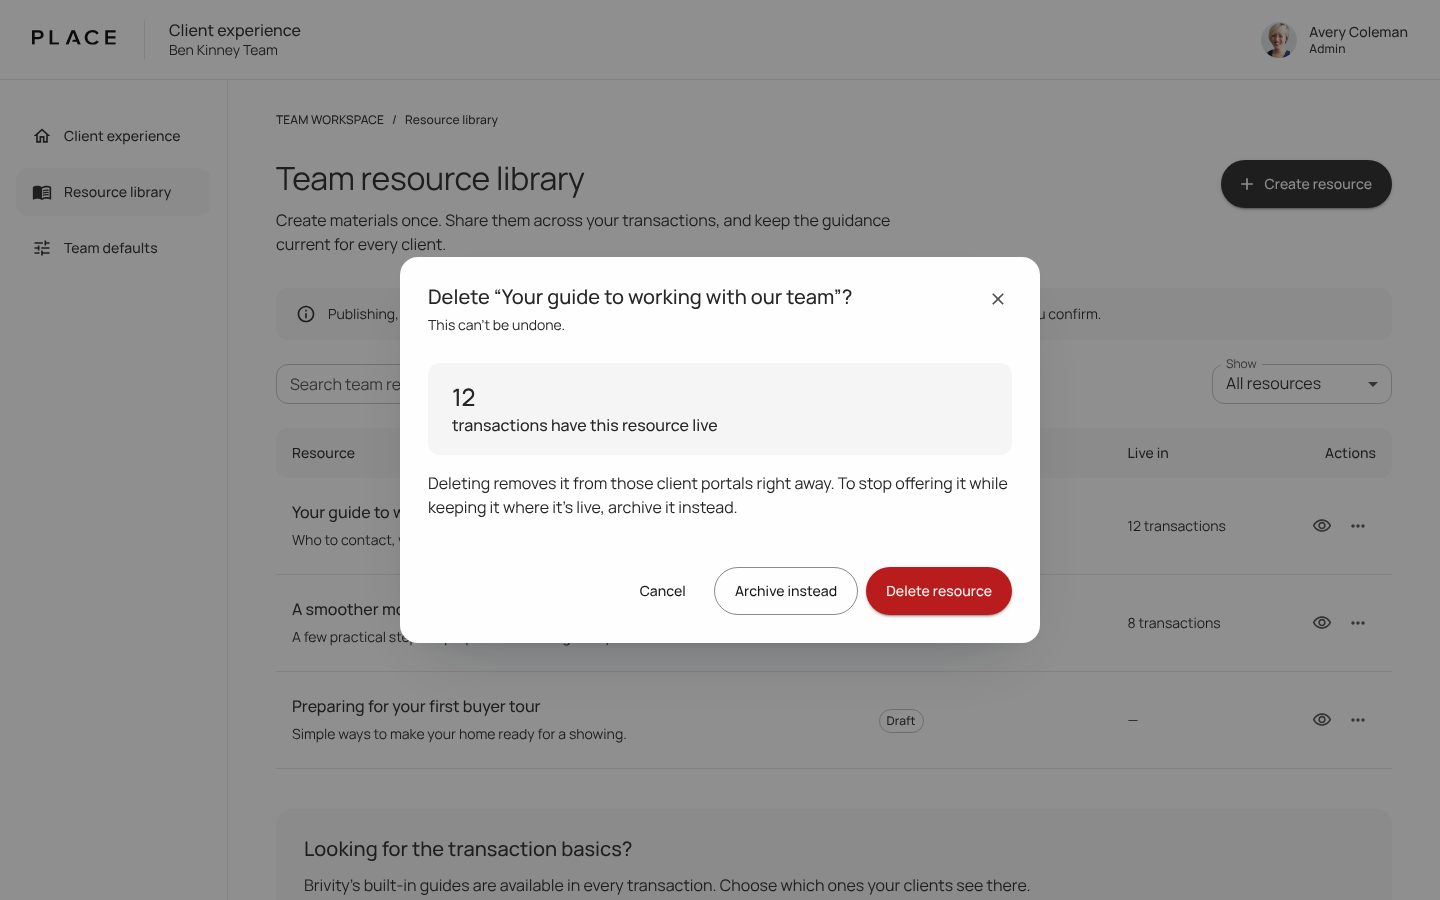 PLACE
Client experience
Ben Kinney Team
Avery Coleman
Admin
Client experience
Resource library
Team defaults
TEAM WORKSPACE / Resource library
Team resource library
Create resource
Create materials once. Share them across your transactions, and keep the guidance
current for every client.
Publishing,
u confirm.
Search team re
Show
All resources
Resource
Live in
Actions
Your guide to w
Who to contact,
12 transactions
A smoother mo
A few practical
8 transactions
Preparing for your first buyer tour
Simple ways to make your home ready for a showing.
Draft
—
Looking for the transaction basics?
Brivity’s built-in guides are available in every transaction. Choose which ones your clients see there.
Delete “Your guide to working with our team”?
This can’t be undone.
12
transactions have this resource live
Deleting removes it from those client portals right away. To stop offering it while
keeping it where it’s live, archive it instead.
Cancel
Archive instead
Delete resource